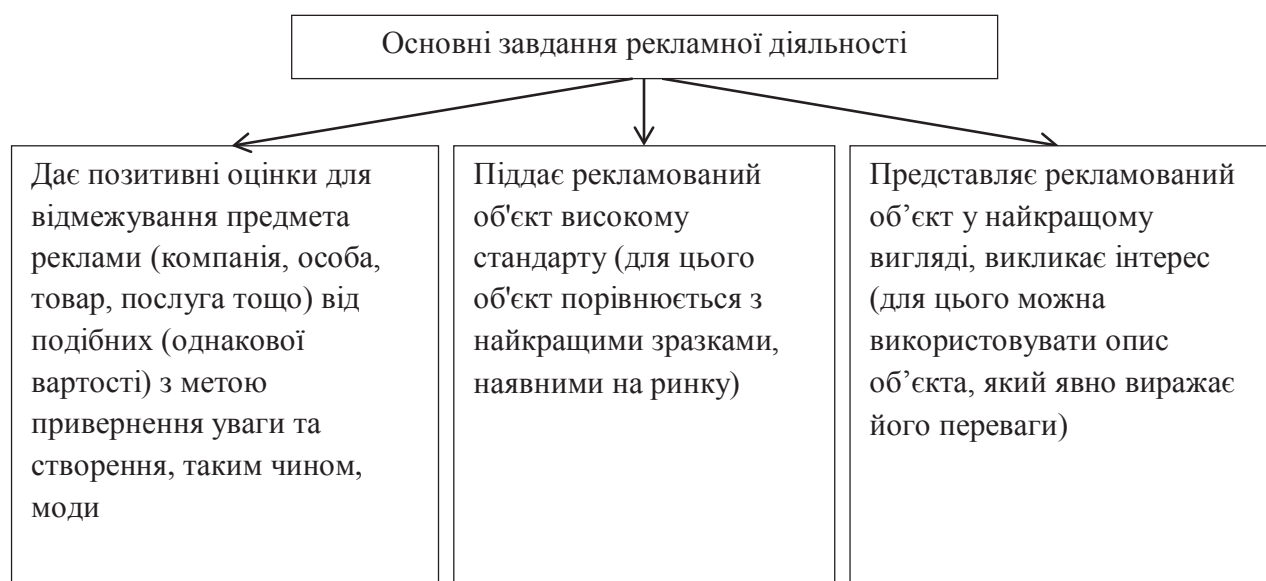 Основні завдання рекламної діяльності
Дає позитивні оцінки для
відмежування предмета
реклами (компанія, особа,
товар, послуга тощо) від
подібних (однакової
вартості) з метою
привернення уваги та
створення, таким чином,
моди
Піддає рекламований
об'єкт високому
стандарту (для цього
об'єкт порівнюється з
найкращими зразками,
наявними на ринку)
Представляє рекламований
об’єкт у найкращому
вигляді, викликає інтерес
(для цього можна
використовувати опис
об’єкта, який явно виражає
його переваги)